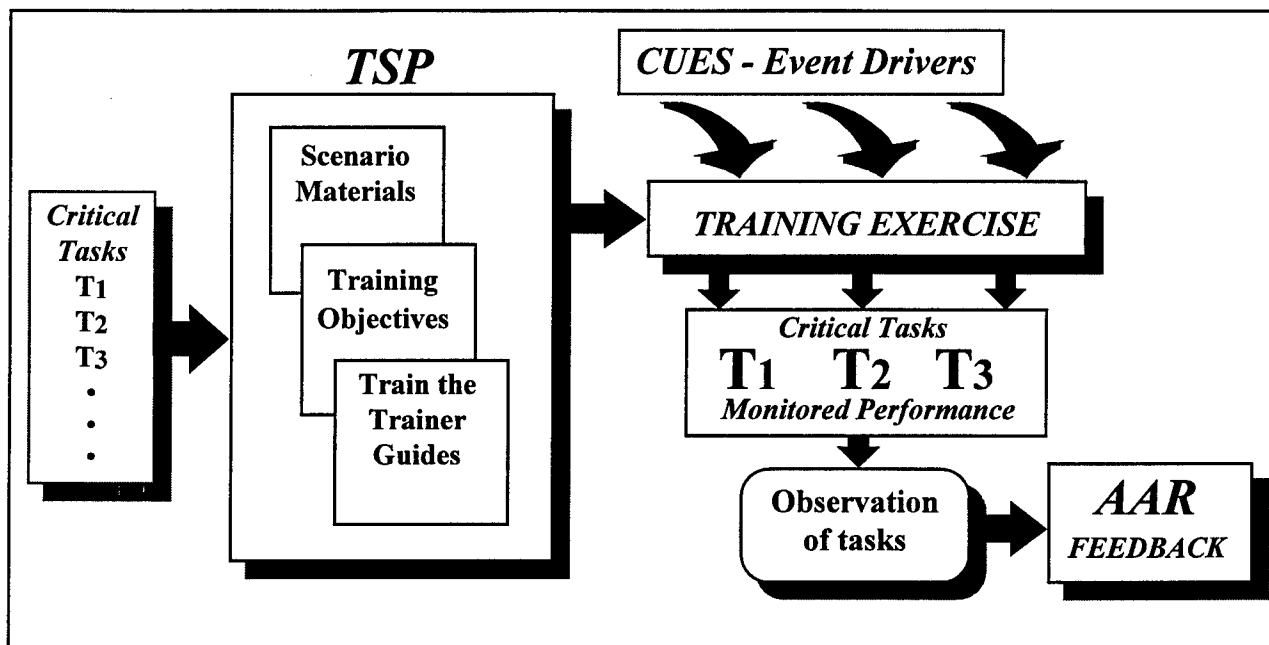 Critical
Tasks
T1
T2
T3
.
.
.
TSP
Scenario
Materials
Training
Objectives
Train the
Trainer
Guides
CUES - Event Drivers
TRAINING EXERCISE
Critical Tasks
T1 T2 T3
Monitored Performance
Observation
of tasks
AAR
FEEDBACK